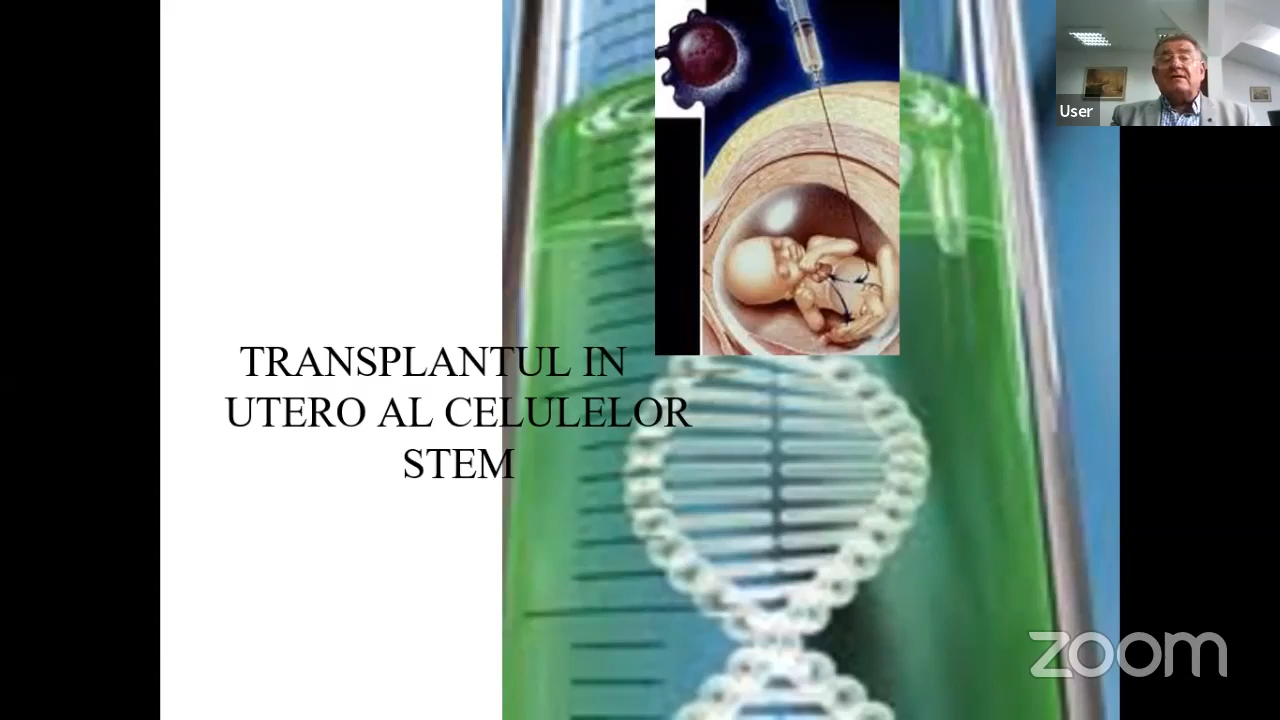 User
TRANSPLANTUL IN
UTERO AL CELULELOR
STEM
zoom